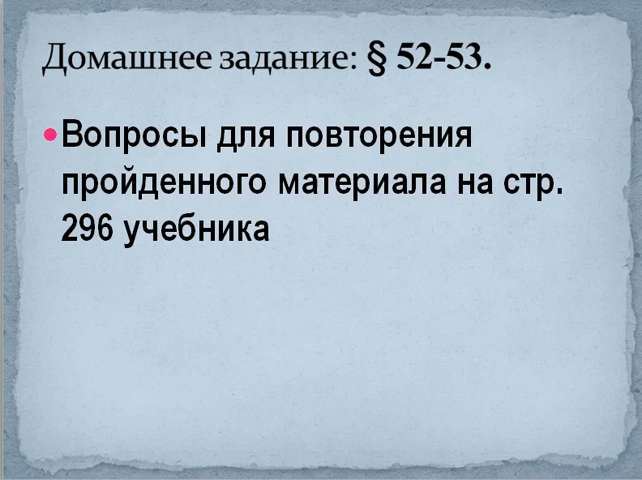 Домашнее задание: § 52-53.
•Вопросы для повторения
пройденного материала на стр.
296 учебника